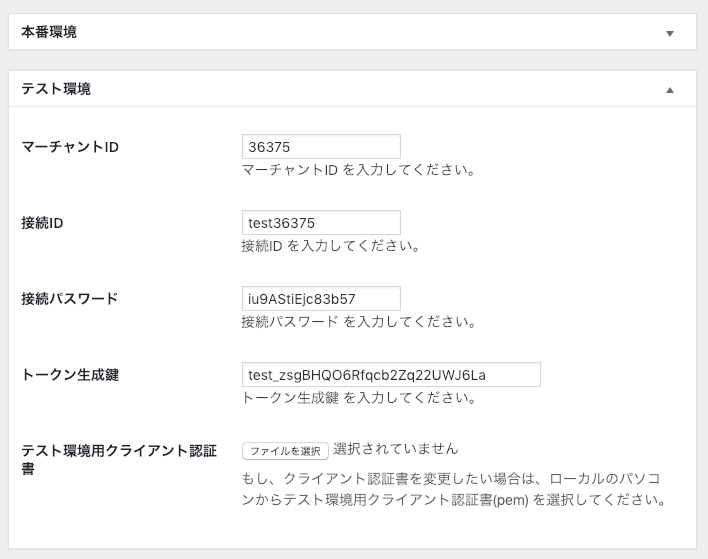 本番環境
テスト環境
マーチャントID
36375
マーチャントID を入力してください。
接続ID
test36375
接続ID を入力してください。
接続パスワード
iu9AStiEjc83b57
接続パスワード を入力してください。
トークン生成鍵
test_zsgBHQO6Rfqcb2Zq22UWJ6La
トークン生成鍵 を入力してください。
テスト環境用クライアント認証
書
ファイルを選択 選択されていません
もし、クライアント認証書を変更したい場合は、ローカルのパソコ
ンからテスト環境用クライアント認証書(pem) を選択してください。